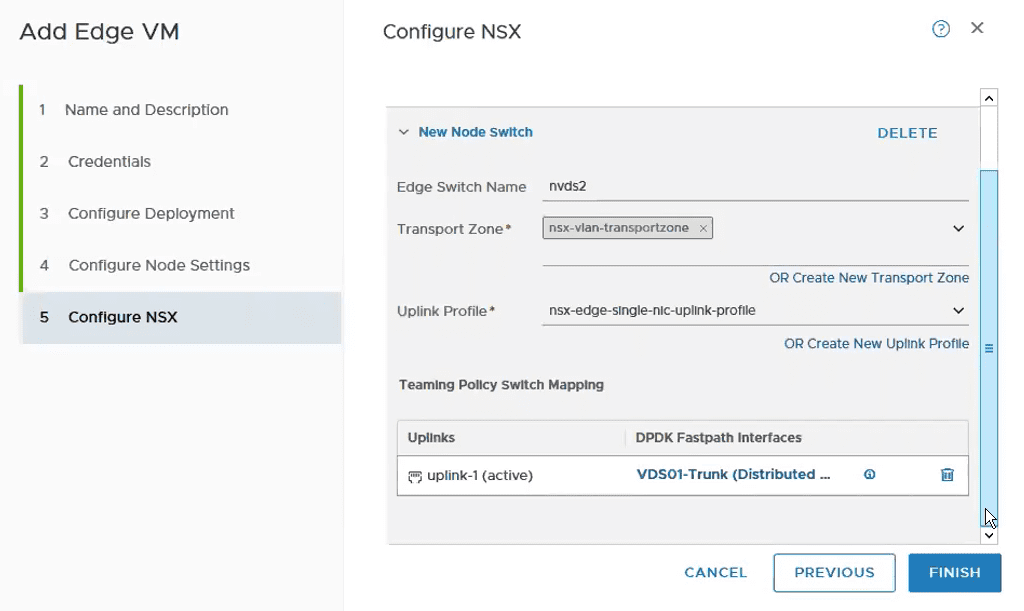 Add Edge VM
1 Name and Description
2 Credentials
3 Configure Deployment
4 Configure Node Settings
5 Configure NSX
Configure NSX
New Node Switch
DELETE
Edge Switch Name nvds2
Transport Zone* nsx-vlan-transportzone ×
OR Create New Transport Zone
Uplink Profile* nsx-edge-single-nic-uplink-profile
OR Create New Uplink Profile
Teaming Policy Switch Mapping
Uplinks DPDK Fastpath Interfaces
uplink-1 (active) VDS01-Trunk (Distributed ...
CANCEL PREVIOUS FINISH